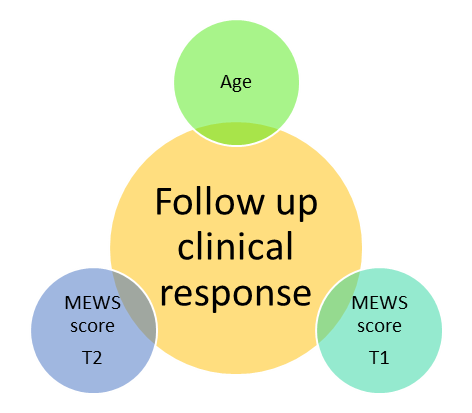 Age
Follow up
clinical
response
MEWS
score
T2
MEWS
score
T1